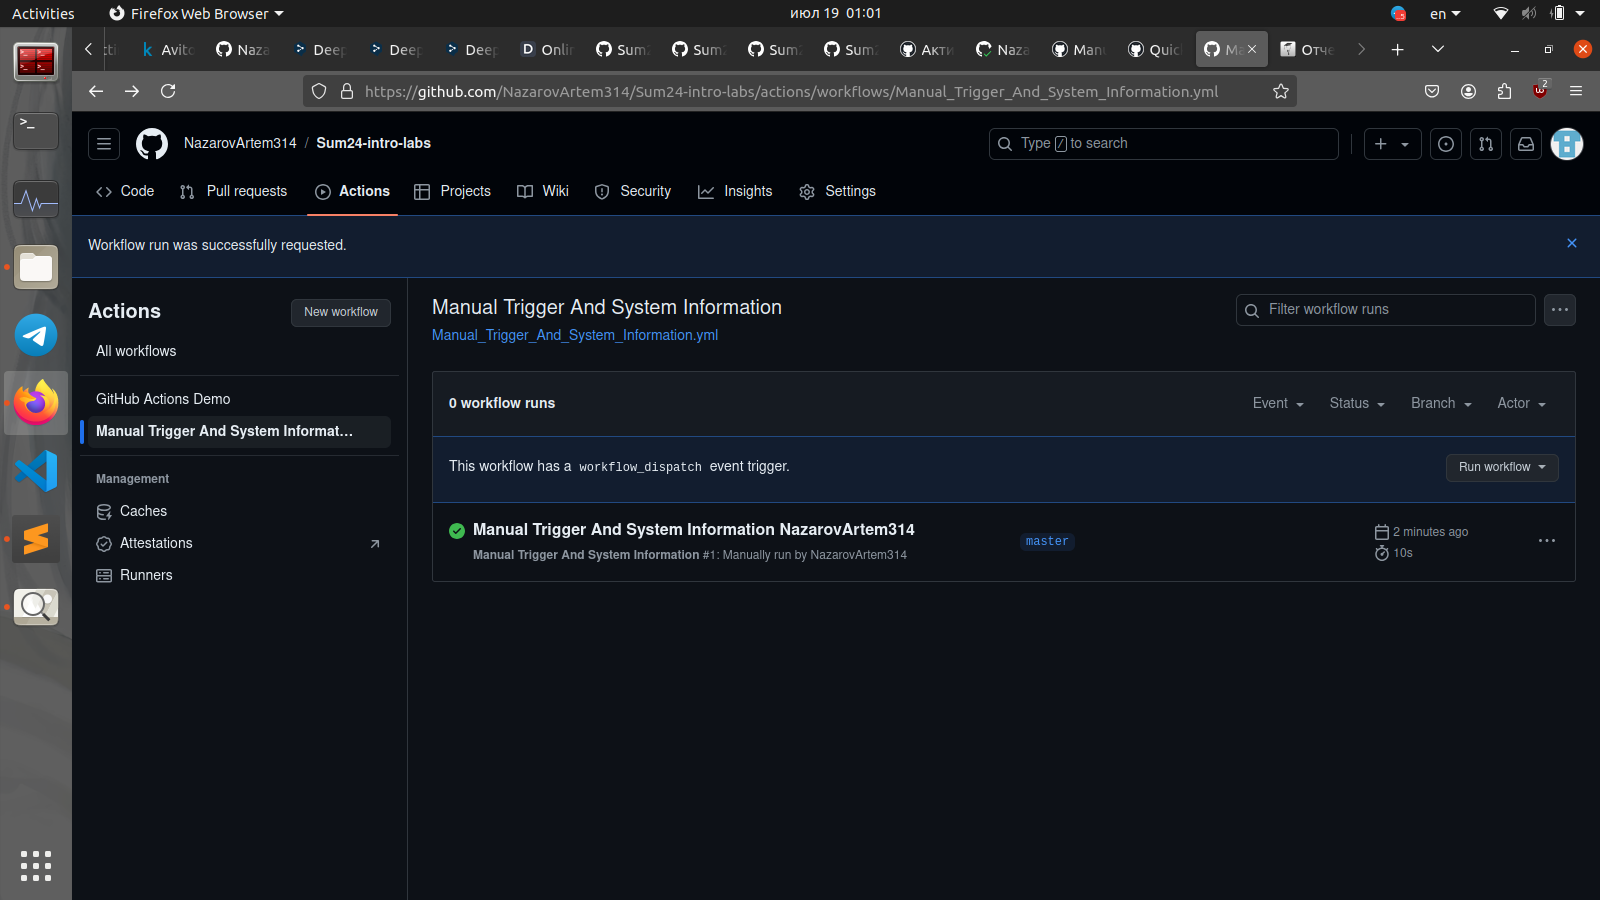 Activities
Firefox Web Browser
июл 19 01:01
en
Avito
Naza
Deep
Deep
Deep
Onlin
Sum2
Sum2
Sum2
Sum2
Акти
Naza
Manu
Quic
Ma
Отче
https://github.com/NazarovArtem314/Sum24-intro-labs/actions/workflows/Manual_Trigger_And_System_Information.yml
2
NazarovArtem314 / Sum24-intro-labs
Type / to search
Code
Pull requests
Actions
Projects
Wiki
Security
Insights
Settings
Workflow run was successfully requested.
Actions
New workflow
All workflows
GitHub Actions Demo
Manual Trigger And System Informat...
Management
Caches
Attestations
Runners
Manual Trigger And System Information
Manual_Trigger_And_System_Information.yml
Filter workflow runs
0 workflow runs
Event
Status
Branch
Actor
This workflow has a workflow_dispatch event trigger.
Run workflow
Manual Trigger And System Information NazarovArtem314
Manual Trigger And System Information #1: Manually run by NazarovArtem314
master
2 minutes ago
10s